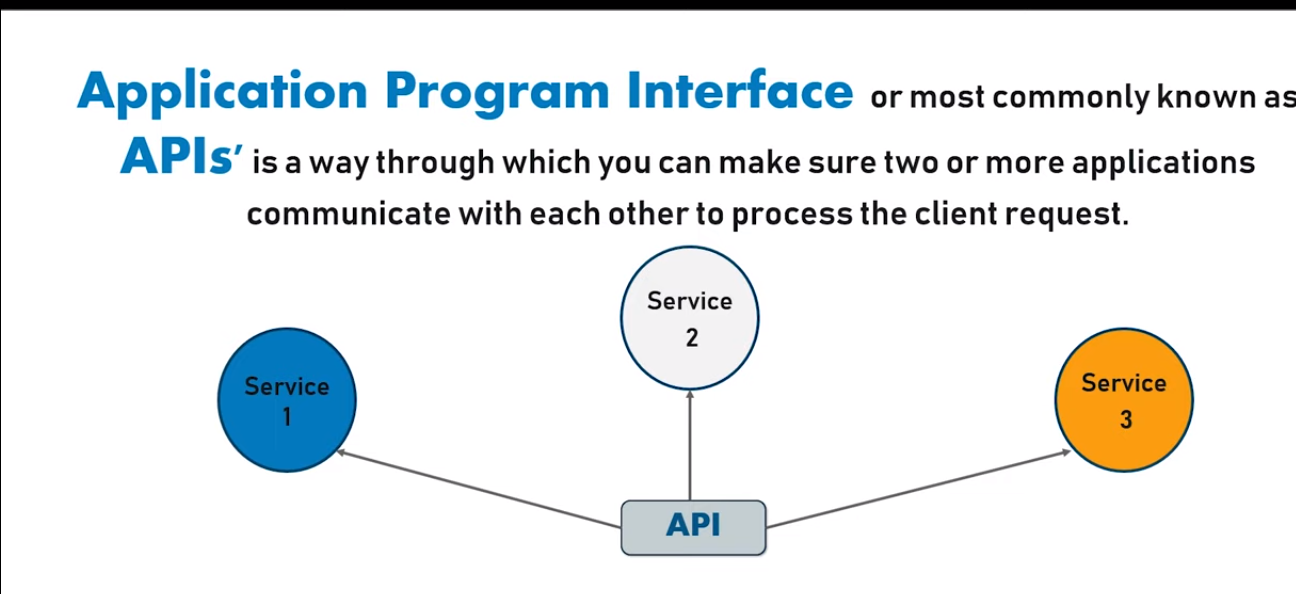 Application Program Interface or most commonly known as
APIs' is a way through which you can make sure two or more applications
communicate with each other to process the client request.
Service
2
Service
1
Service
3
API